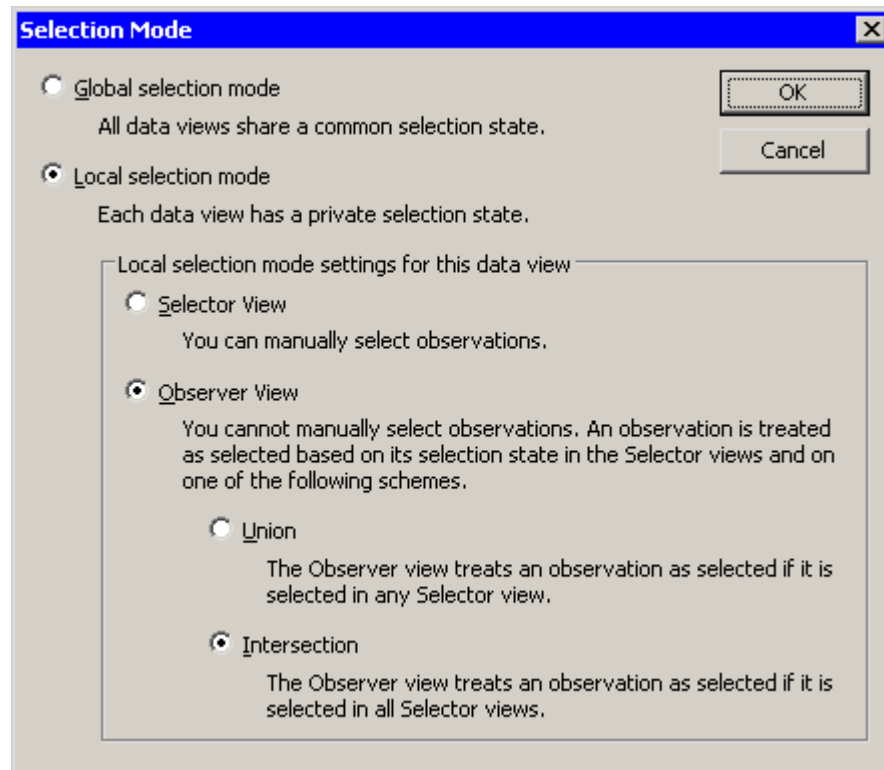 Selection Mode
Global selection mode
OK
All data views share a common selection state.
Cancel
Local selection mode
Each data view has a private selection state.
Local selection mode settings for this data view
Selector View
You can manually select observations.
Observer View
You cannot manually select observations. An observation is treated
as selected based on its selection state in the Selector views and on
one of the following schemes.
Union
The Observer view treats an observation as selected if it is
selected in any Selector view.
Intersection
The Observer view treats an observation as selected if it is
selected in all Selector views.